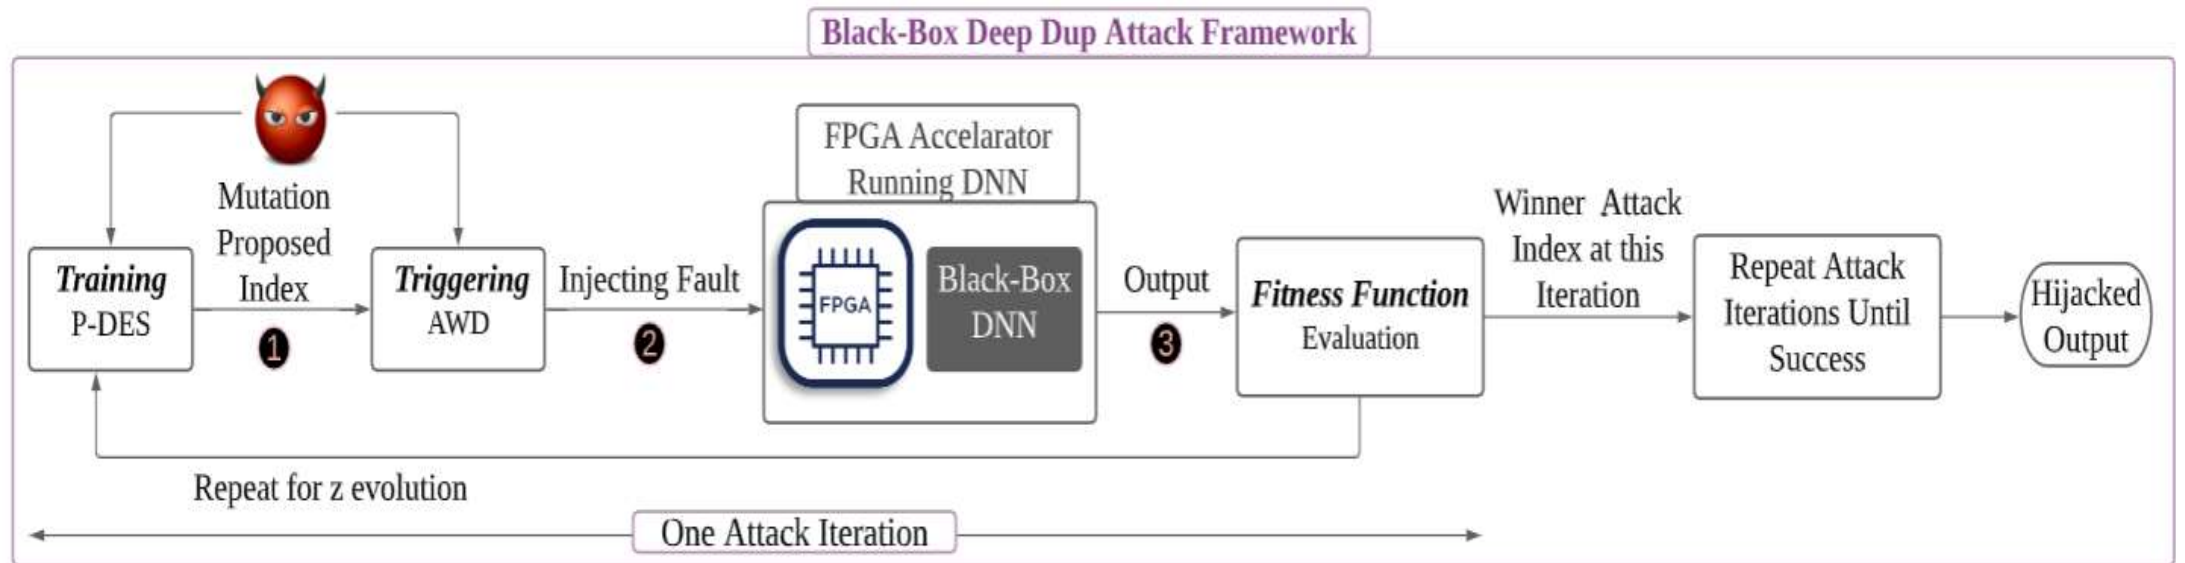 Black-Box Deep Dup Attack Framework
Mutation
Proposed
Index
1
Training
P-DES
Triggering
AWD
Injecting Fault
2
FPGA Accelarator
Running DNN
FPGA
Black-Box
DNN
Output
3
Fitness Function
Evaluation
Winner Attack
Index at this
Iteration
Repeat Attack
Iterations Until
Success
Hijacked
Output
Repeat for z evolution
One Attack Iteration